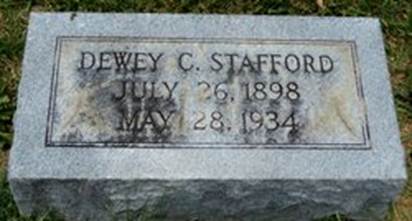 DEWEY C. STAFFORD
JULY 26, 1898
MAY 28, 1934